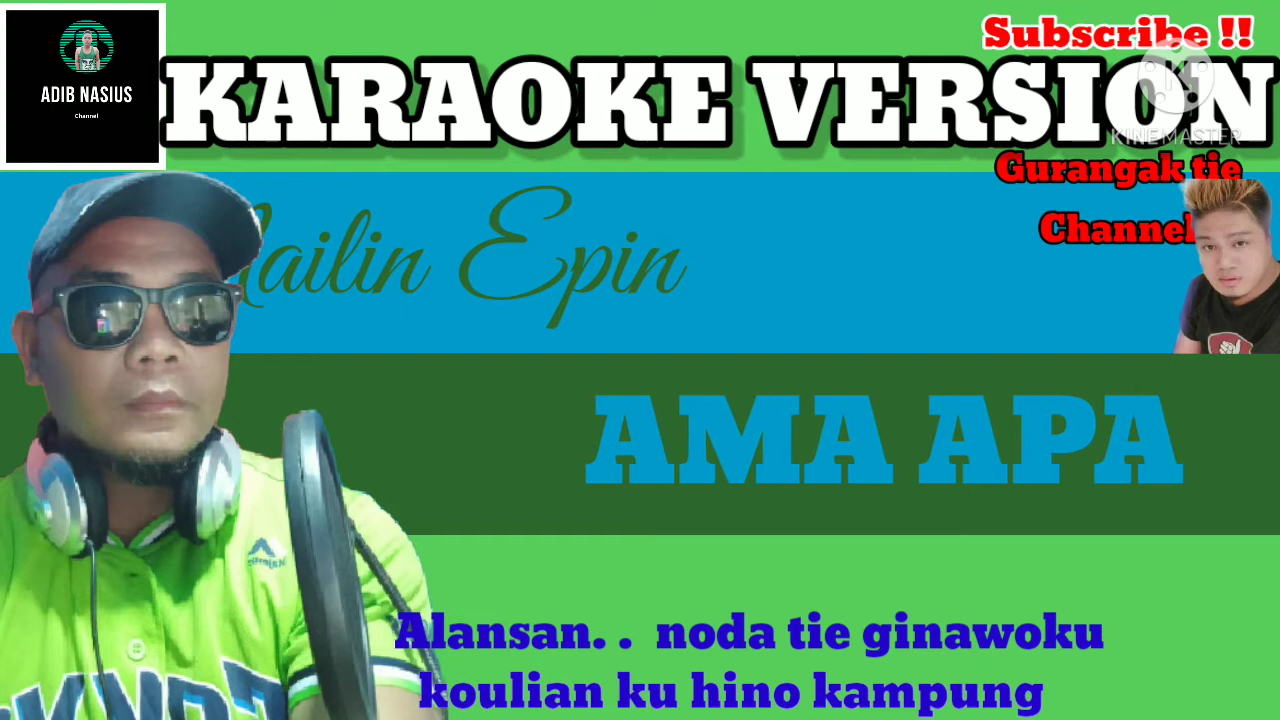 Subscribe !!
ADIB NASIUS
Channel
KARAOKE VERSION
KINEMASTER
Gurangak tie
Channel
Epin
AMA APA
Alansan. . noda tie ginawoku
koulian ku hino kampung